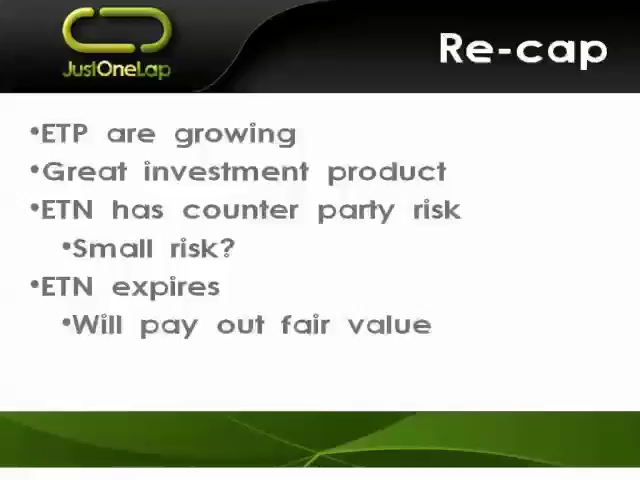 JustOneLap
Re-cap
•ETP are growing
•Great investment product
•ETN has counter party risk
•Small risk?
•ETN expires
•Will pay out fair value